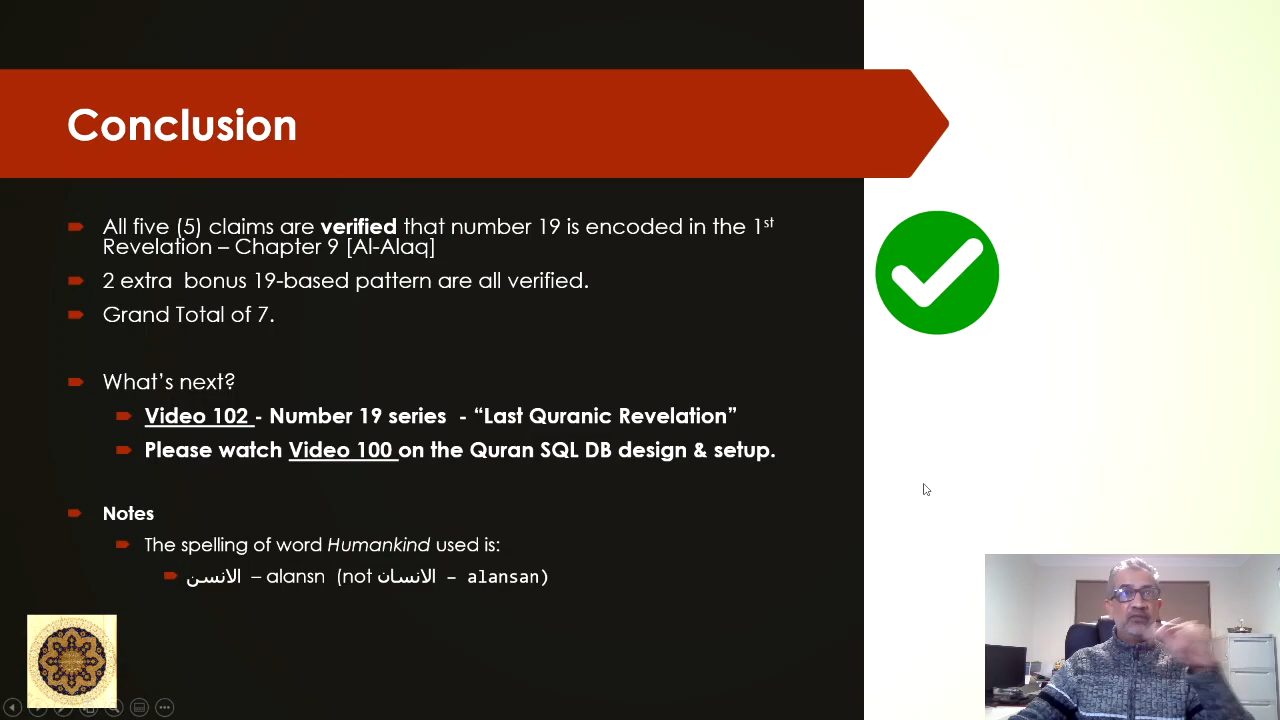 Conclusion
All five (5) claims are verified that number 19 is encoded in the 1st
Revelation – Chapter 9 [Al-Alaq]
2 extra  bonus 19-based pattern are all verified.
Grand Total of 7.
What's next?
Video 102 - Number 19 series  - “Last Quranic Revelation”
Please watch Video 100 on the Quran SQL DB design & setup.
Notes
The spelling of word Humankind used is:
الانسن – alansn  (not الانسان – alansan)